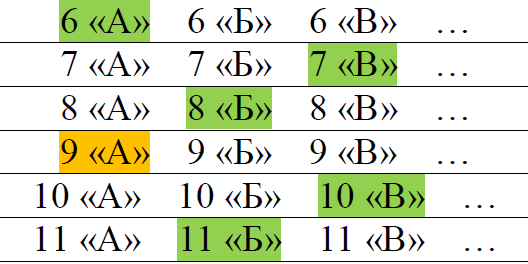 6 «А» 6 «Б» 6 «В» …
7 «А» 7 «Б» 7 «В» …
8 «А» 8 «Б» 8 «В» …
9 «А» 9 «Б» 9 «В» …
10 «А» 10 «Б» 10 «В» …
11 «А» 11 «Б» 11 «В» …